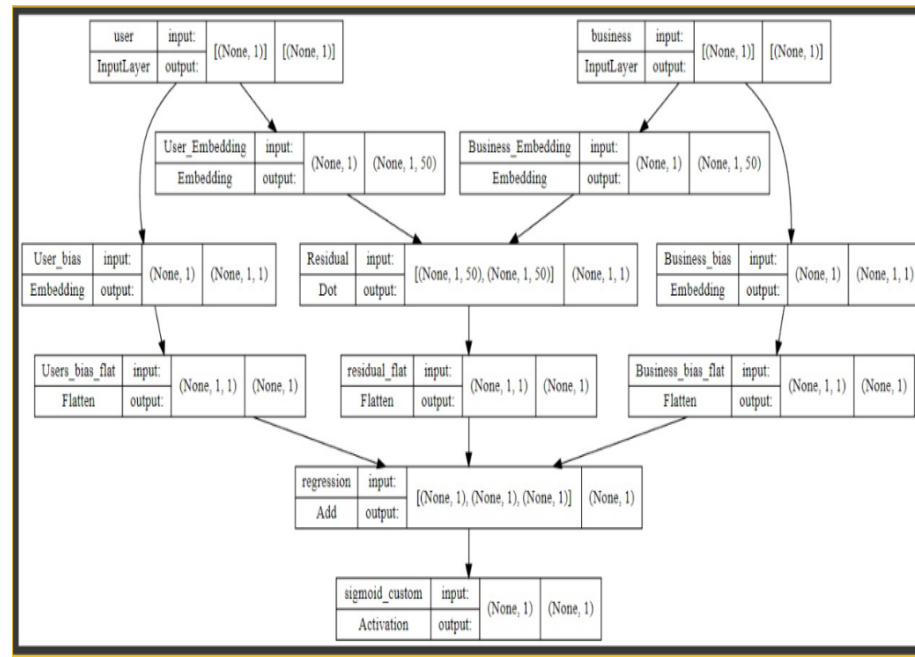 user input: [(None, 1)] [(None, 1)]
InputLayer output:
business input: [(None, 1)] [(None, 1)]
InputLayer output:
User_Embedding input: (None, 1) (None, 1, 50)
Embedding output:
Business_Embedding input: (None, 1) (None, 1, 50)
Embedding output:
User_bias input: (None, 1) (None, 1, 1)
Embedding output:
Residual input: [(None, 1, 50), (None, 1, 50)] (None, 1, 1)
Dot output:
Business_bias input: (None, 1) (None, 1, 1)
Embedding output:
Users_bias_flat input: (None, 1, 1) (None, 1)
Flatten output:
residual_flat input: (None, 1, 1) (None, 1)
Flatten output:
Business_bias_flat input: (None, 1, 1) (None, 1)
Flatten output:
regression input: [(None, 1), (None, 1), (None, 1)] (None, 1)
Add output:
sigmoid_custom input: (None, 1) (None, 1)
Activation output: